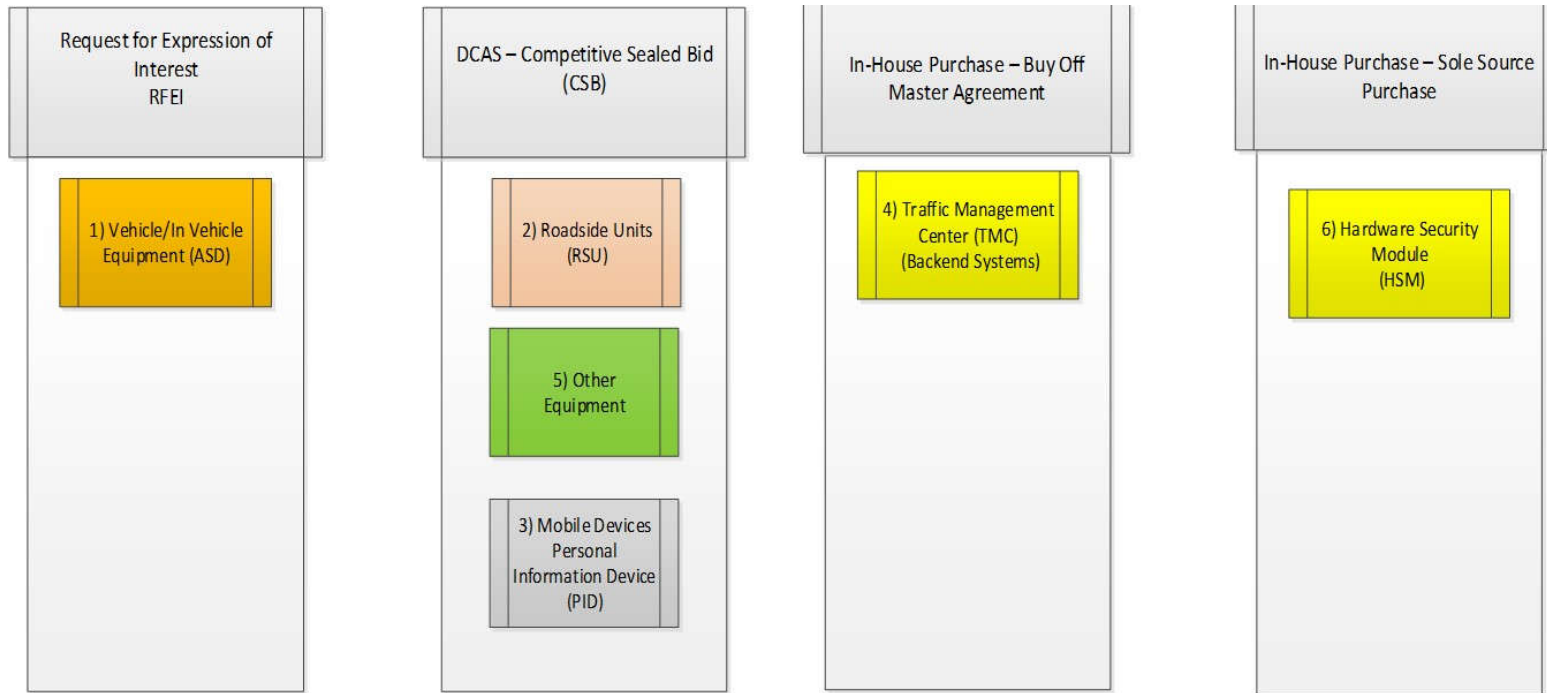 Request for Expression of
Interest
RFEI
1) Vehicle/In Vehicle
Equipment (ASD)
DCAS – Competitive Sealed Bid
(CSB)
2) Roadside Units
(RSU)
5) Other
Equipment
3) Mobile Devices
Personal
Information Device
(PID)
In-House Purchase – Buy Off
Master Agreement
4) Traffic Management
Center (TMC)
(Backend Systems)
In-House Purchase – Sole Source
Purchase
6) Hardware Security
Module
(HSM)